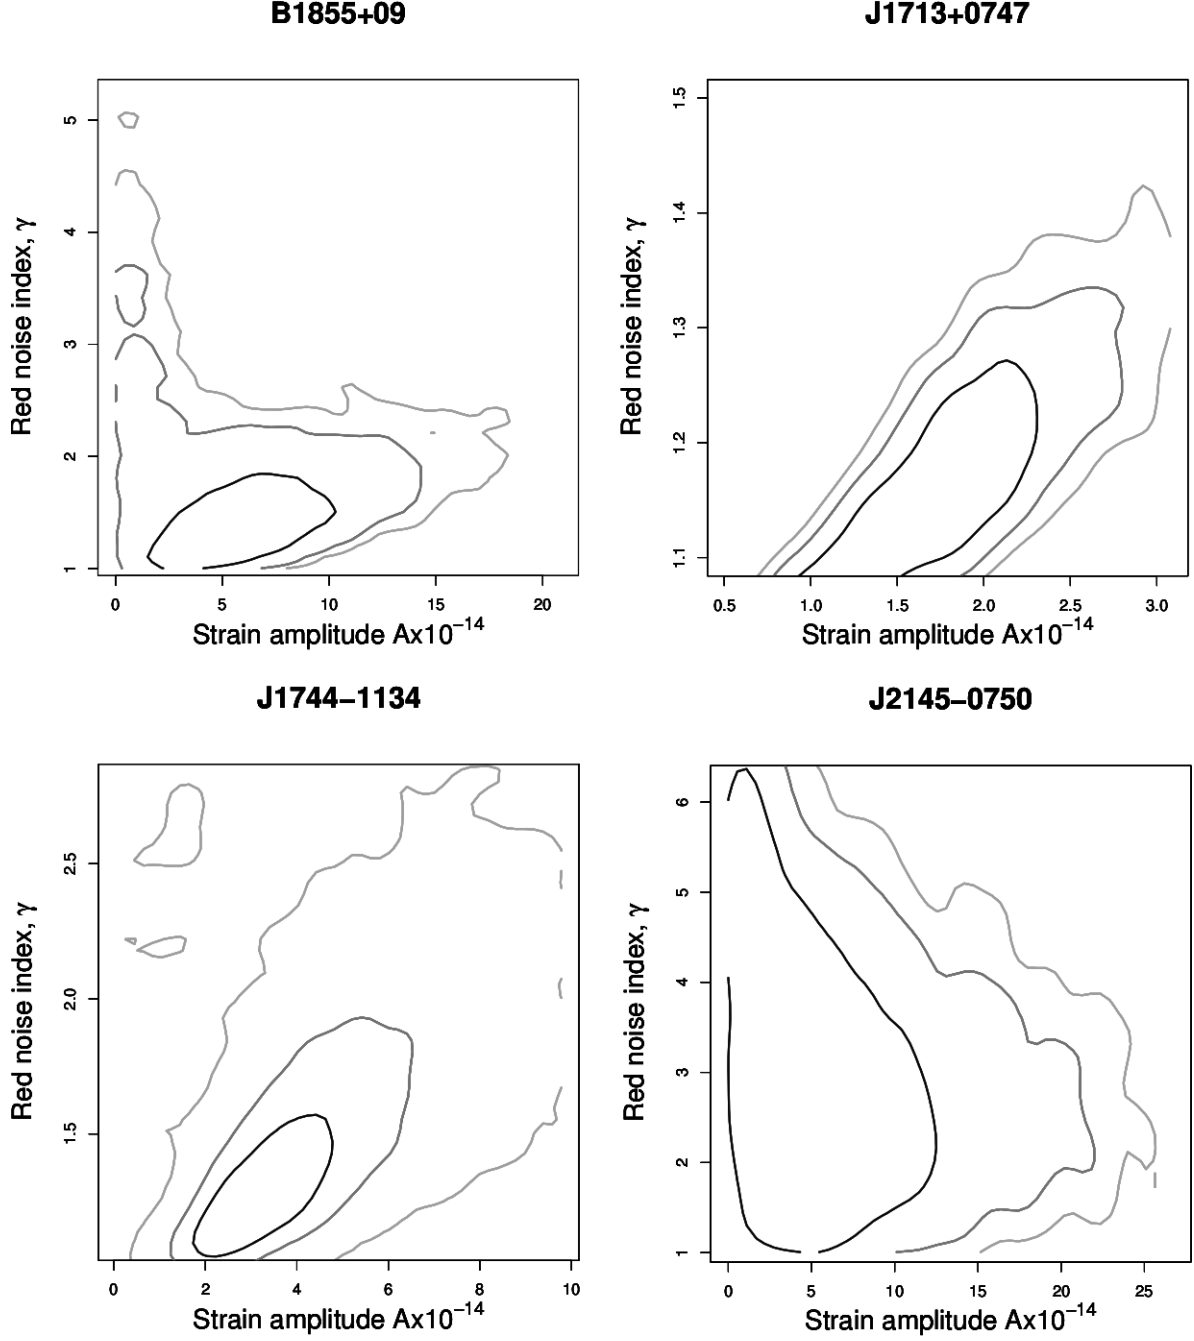 B1855+09
J1713+0747
Red noise index, γ
5
4
3
2
1
0 5 10 15 20
Strain amplitude Ax10⁻¹⁴
Red noise index, γ
1.5
1.4
1.3
1.2
1.1
0.5 1.0 1.5 2.0 2.5 3.0
Strain amplitude Ax10⁻¹⁴
J1744−1134
J2145−0750
Red noise index, γ
2.5
2.0
1.5
0 2 4 6 8 10
Strain amplitude Ax10⁻¹⁴
Red noise index, γ
6
5
4
3
2
1
0 5 10 15 20 25
Strain amplitude Ax10⁻¹⁴